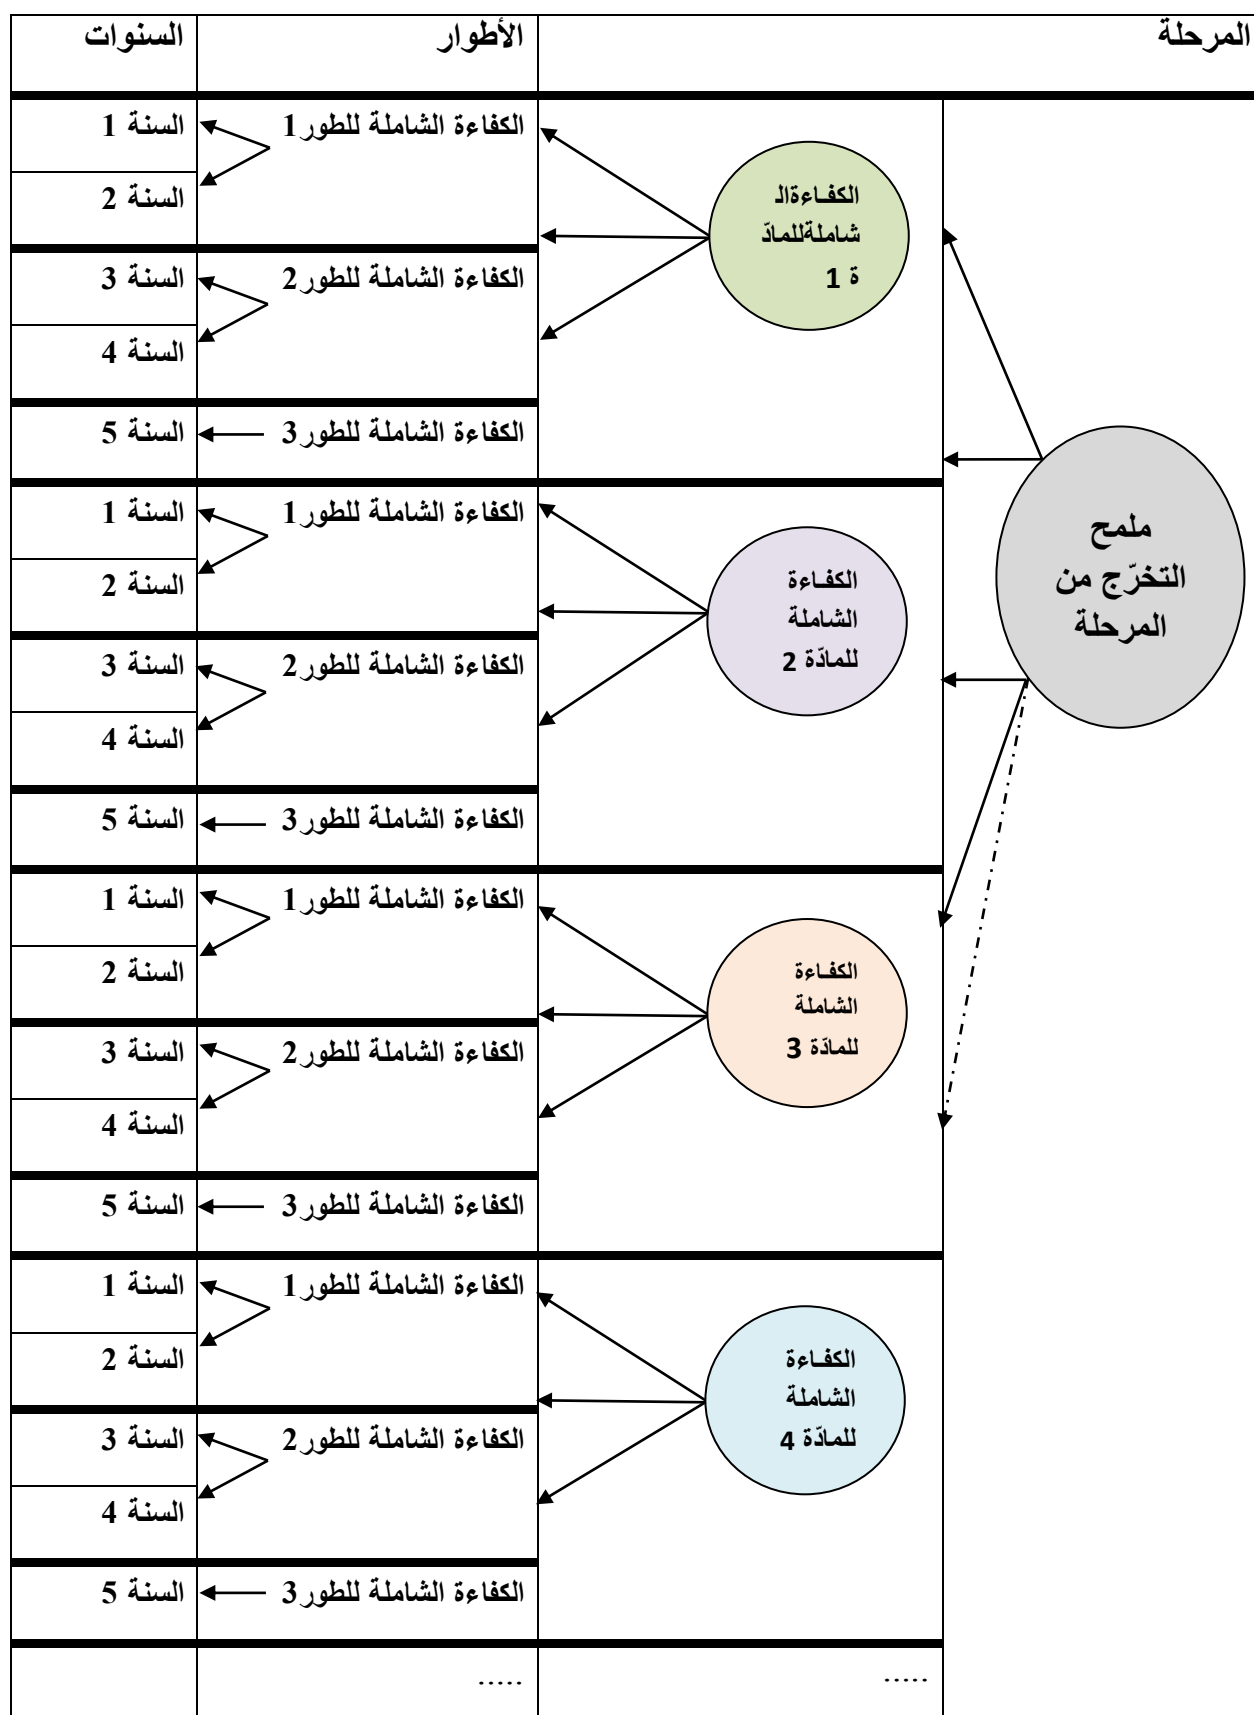 المرحلة
الأطوار
السنوات
ملمح
التخرّج من
المرحلة
الكفـاءةالـ
شاملةللمادّ
ة 1
الكفاءة الشاملة للطور1
السنة 1
السنة 2
الكفاءة الشاملة للطور2
السنة 3
السنة 4
الكفاءة الشاملة للطور3
السنة 5
الكفـاءة
الشاملة
للمادّة 2
الكفاءة الشاملة للطور1
السنة 1
السنة 2
الكفاءة الشاملة للطور2
السنة 3
السنة 4
الكفاءة الشاملة للطور3
السنة 5
الكفـاءة
الشاملة
للمادّة 3
الكفاءة الشاملة للطور1
السنة 1
السنة 2
الكفاءة الشاملة للطور2
السنة 3
السنة 4
الكفاءة الشاملة للطور3
السنة 5
الكفـاءة
الشاملة
للمادّة 4
الكفاءة الشاملة للطور1
السنة 1
السنة 2
الكفاءة الشاملة للطور2
السنة 3
السنة 4
الكفاءة الشاملة للطور3
السنة 5
.....
.....